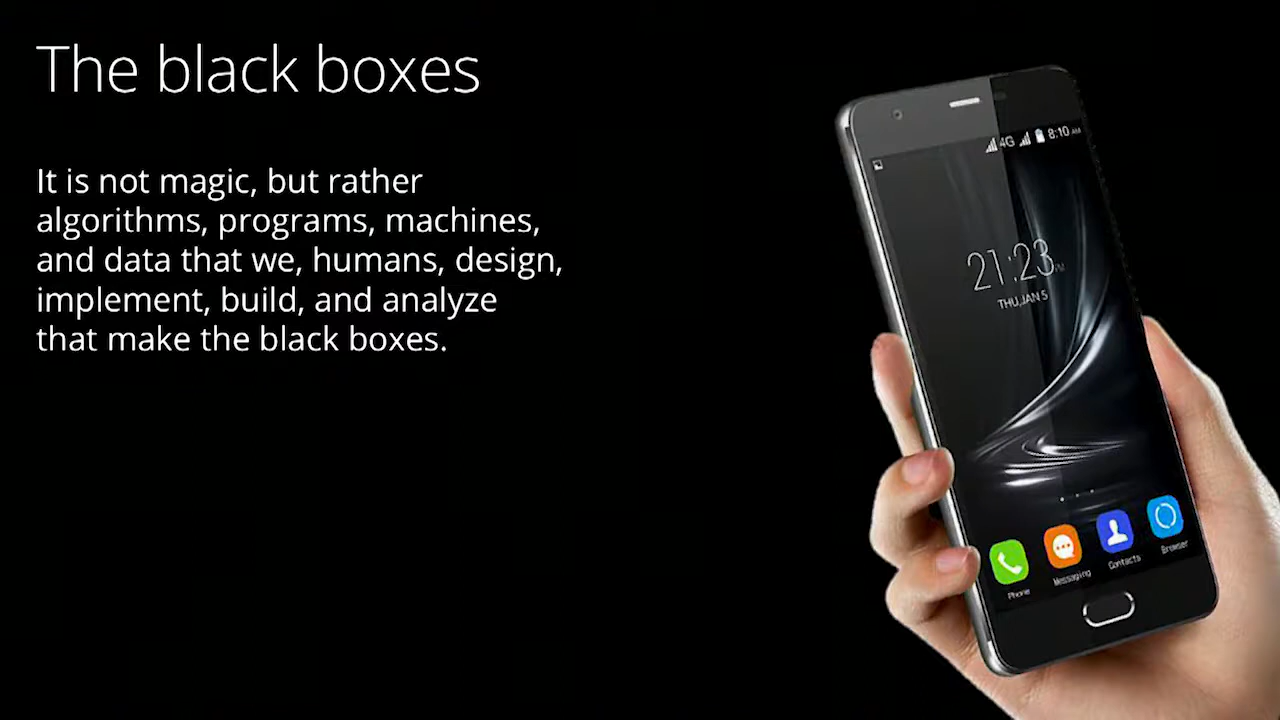 The black boxes
It is not magic, but rather
algorithms, programs, machines,
and data that we, humans, design,
implement, build, and analyze
that make the black boxes.
4G 8:10 AM
21:23
THU,JAN 5
Phone
Messaging
Contacts
Browser